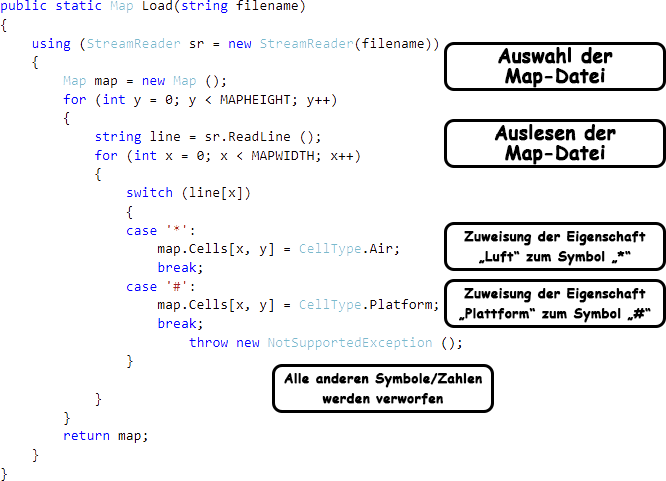 public static Map Load(string filename)
{
using (StreamReader sr = new StreamReader(filename))
Auswahl der
Map-Datei
{
Map map = new Map ();
for (int y = 0; y < MAPHEIGHT; y++)
{
string line = sr.ReadLine ();
for (int x = 0; x < MAPWIDTH; x++)
Auslesen der
Map-Datei
{
switch (line[x])
{
case '*':
map.Cells[x, y] = CellType.Air;
break;
Zuweisung der Eigenschaft
„Luft“ zum Symbol „*“
case '#':
map.Cells[x, y] = CellType.Platform;
break;
Zuweisung der Eigenschaft
„Plattform“ zum Symbol „#“
throw new NotSupportedException ();
}
Alle anderen Symbole/Zahlen
werden verworfen
}
}
return map;
}
}